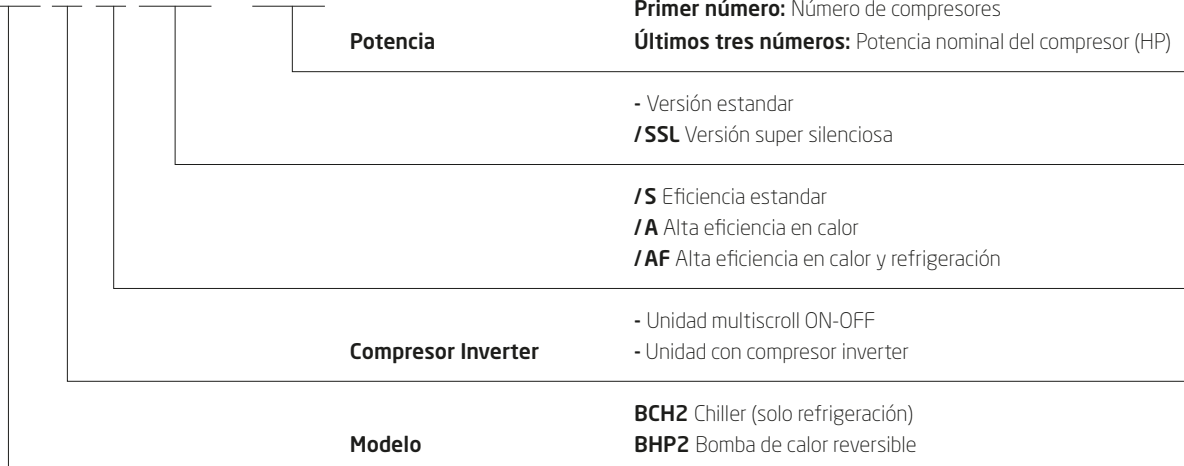 Primer número: Número de compresores
Potencia Últimos tres números: Potencia nominal del compresor (HP)
- Versión estandar
/SSL Versión super silenciosa
/S Eficiencia estandar
/A Alta eficiencia en calor
/AF Alta eficiencia en calor y refrigeración
- Unidad multiscroll ON-OFF
Compresor Inverter - Unidad con compresor inverter
BCH2 Chiller (solo refrigeración)
Modelo BHP2 Bomba de calor reversible